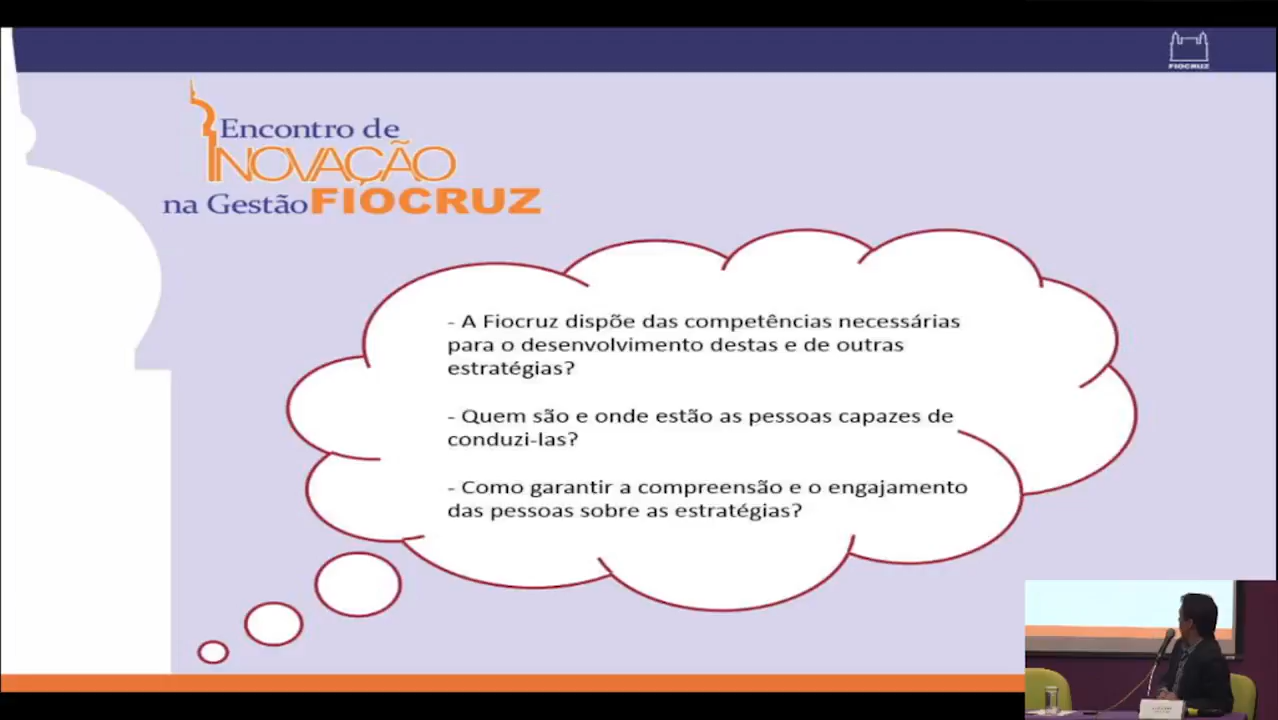 FIOCRUZ
Encontro de
INOVAÇÃO
na Gestão FIOCRUZ
- A Fiocruz dispõe das competências necessárias
para o desenvolvimento destas e de outras
estratégias?
- Quem são e onde estão as pessoas capazes de
conduzi-las?
- Como garantir a compreensão e o engajamento
das pessoas sobre as estratégias?